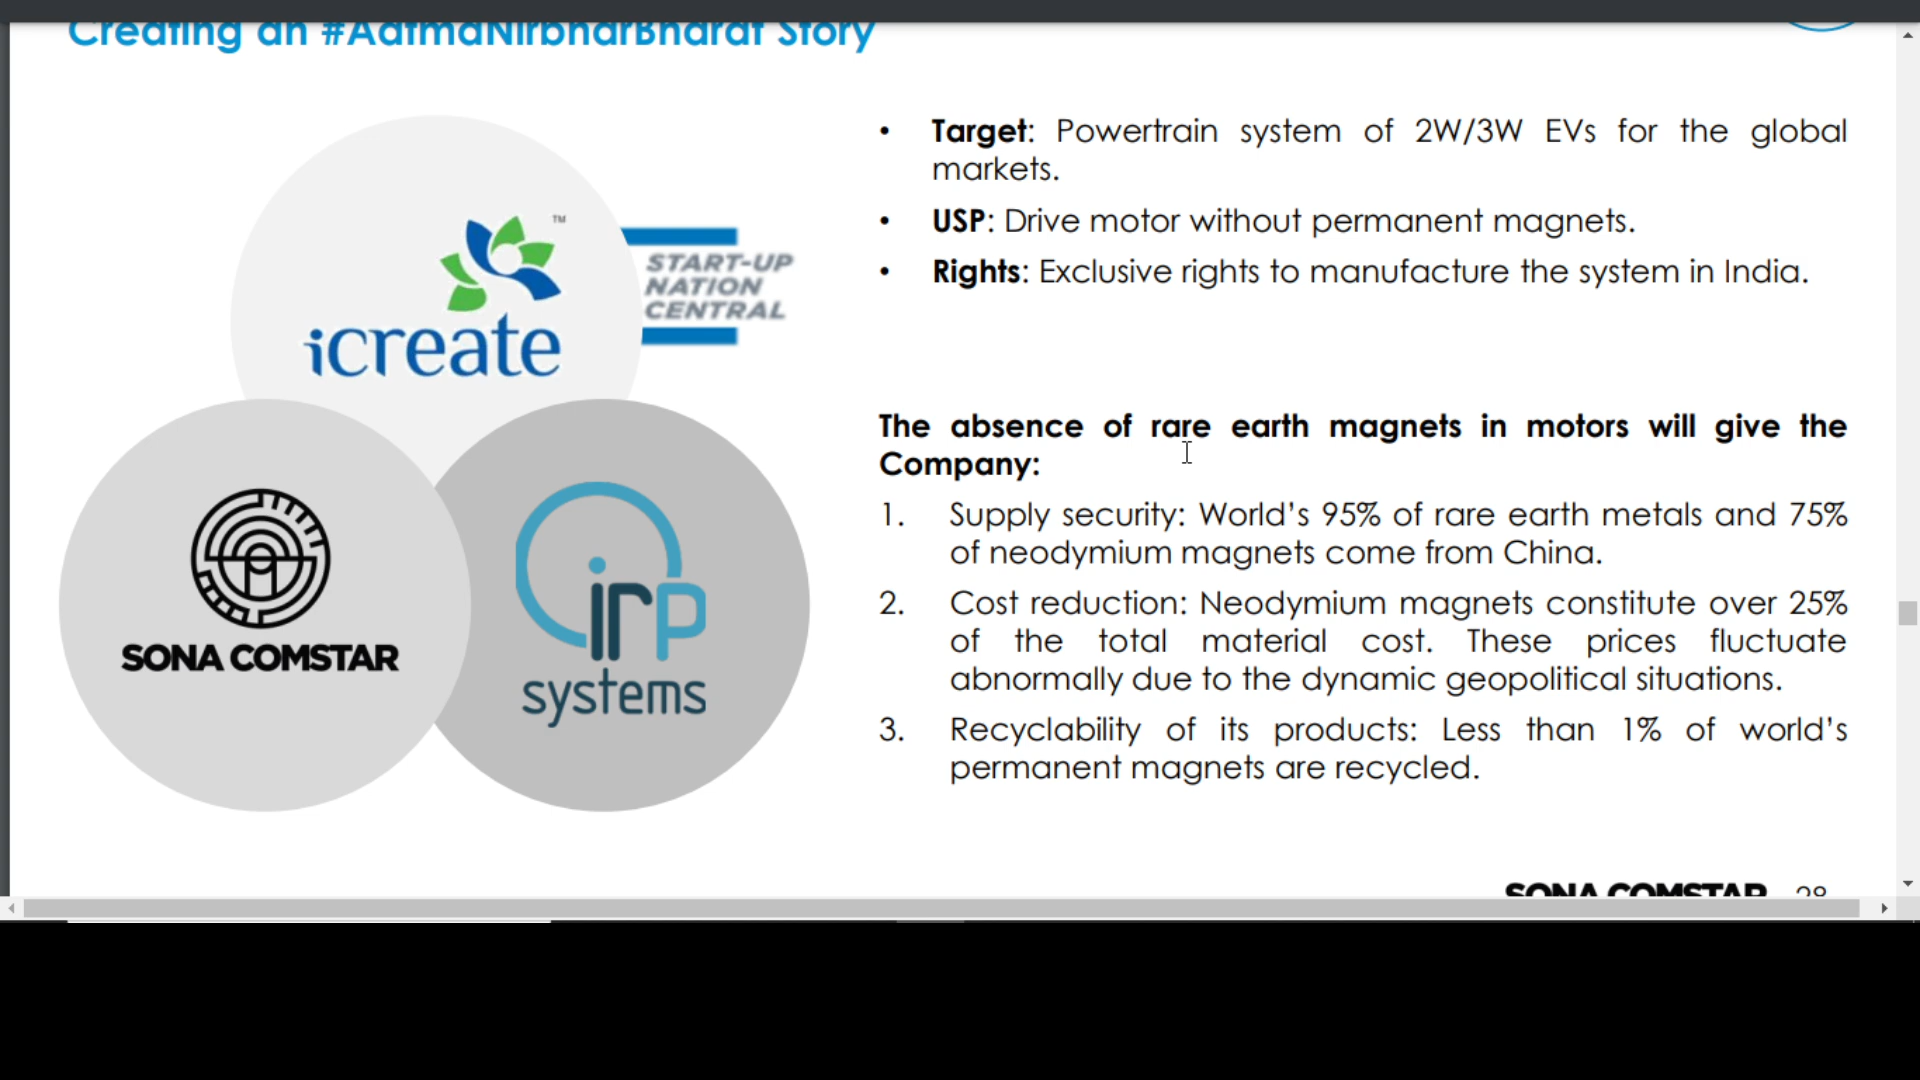 Creating an #AatmaNirbharBharat Story
• Target: Powertrain system of 2W/3W EVs for the global
markets.
• USP: Drive motor without permanent magnets.
• Rights: Exclusive rights to manufacture the system in India.
TM
icreate
START-UP
NATION
CENTRAL
SONA COMSTAR
irp
systems
The absence of rare earth magnets in motors will give the
Company:
1. Supply security: World’s 95% of rare earth metals and 75%
of neodymium magnets come from China.
2. Cost reduction: Neodymium magnets constitute over 25%
of the total material cost. These prices fluctuate
abnormally due to the dynamic geopolitical situations.
3. Recyclability of its products: Less than 1% of world’s
permanent magnets are recycled.
SONA COMSTAR 28